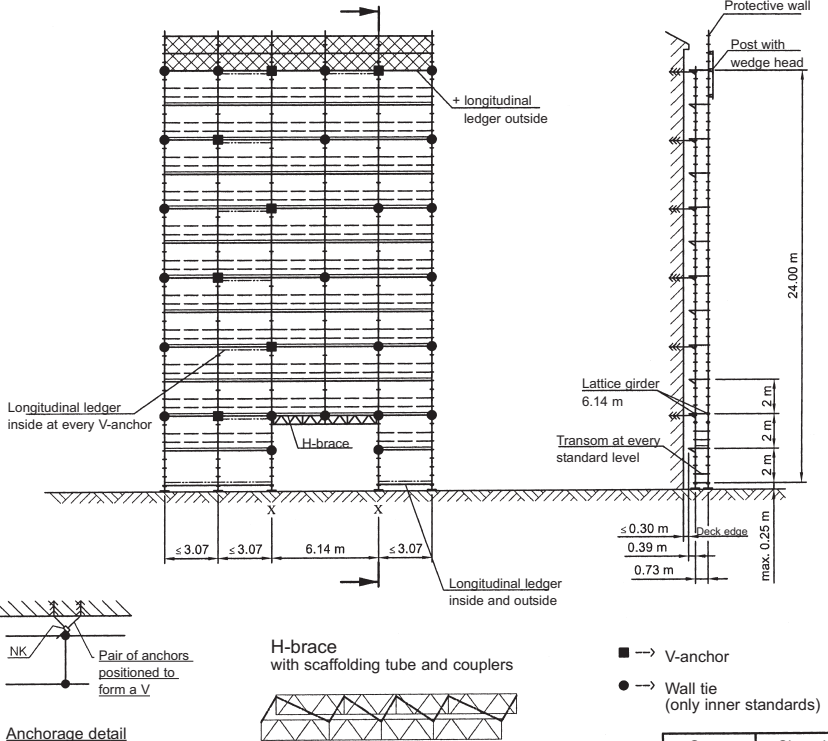 Protective wall
Post with
wedge head
+ longitudinal
ledger outside
24.00 m
Lattice girder
6.14 m
2 m
2 m
2 m
Longitudinal ledger
inside at every V-anchor
H-brace
Transom at every
standard level
X
X
≤ 3.07
≤ 3.07
6.14 m
≤ 3.07
≤ 0.30 m
Deck edge
0.39 m
0.73 m
max. 0.25 m
Longitudinal ledger
inside and outside
NK
Pair of anchors
positioned to
form a V
Anchorage detail
H-brace
with scaffolding tube and couplers
V-anchor
Wall tie
(only inner standards)